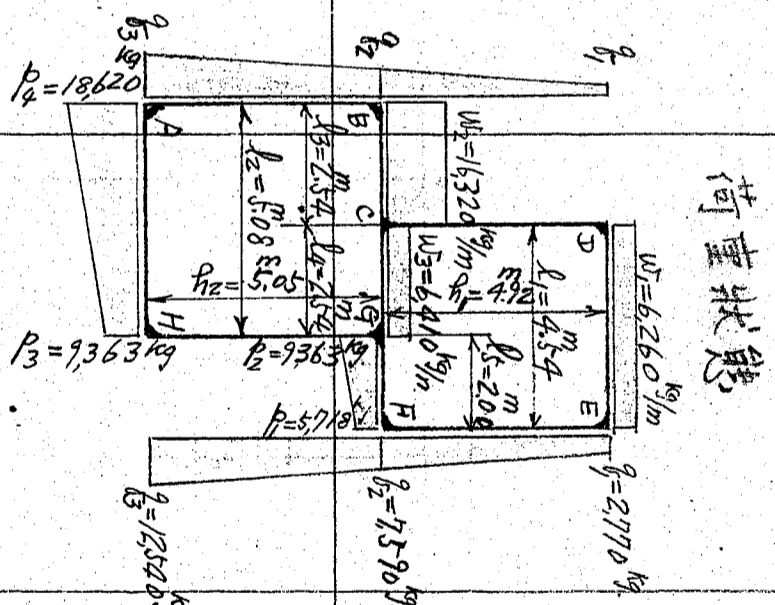 荷重状態
w₁=6,260 kg/m
D
E
l₁=4.54 m
h₁=4.92 m
w₂=16,320 kg/m
w₃=6,410 kg/m
l₅=2.00 m
B
C
G
F
l₃=2.54 m
l₄=2.54 m
l₂=5.08 m
h₂=5.05 m
A
H
q₁
q₂
q₃
kg
p₄=18,620
p₃=9,363 kg
p₂=9,363 kg
p₁=5,718
q₁=2,770 kg
q₂=7,590 kg
q₃=12,540 k